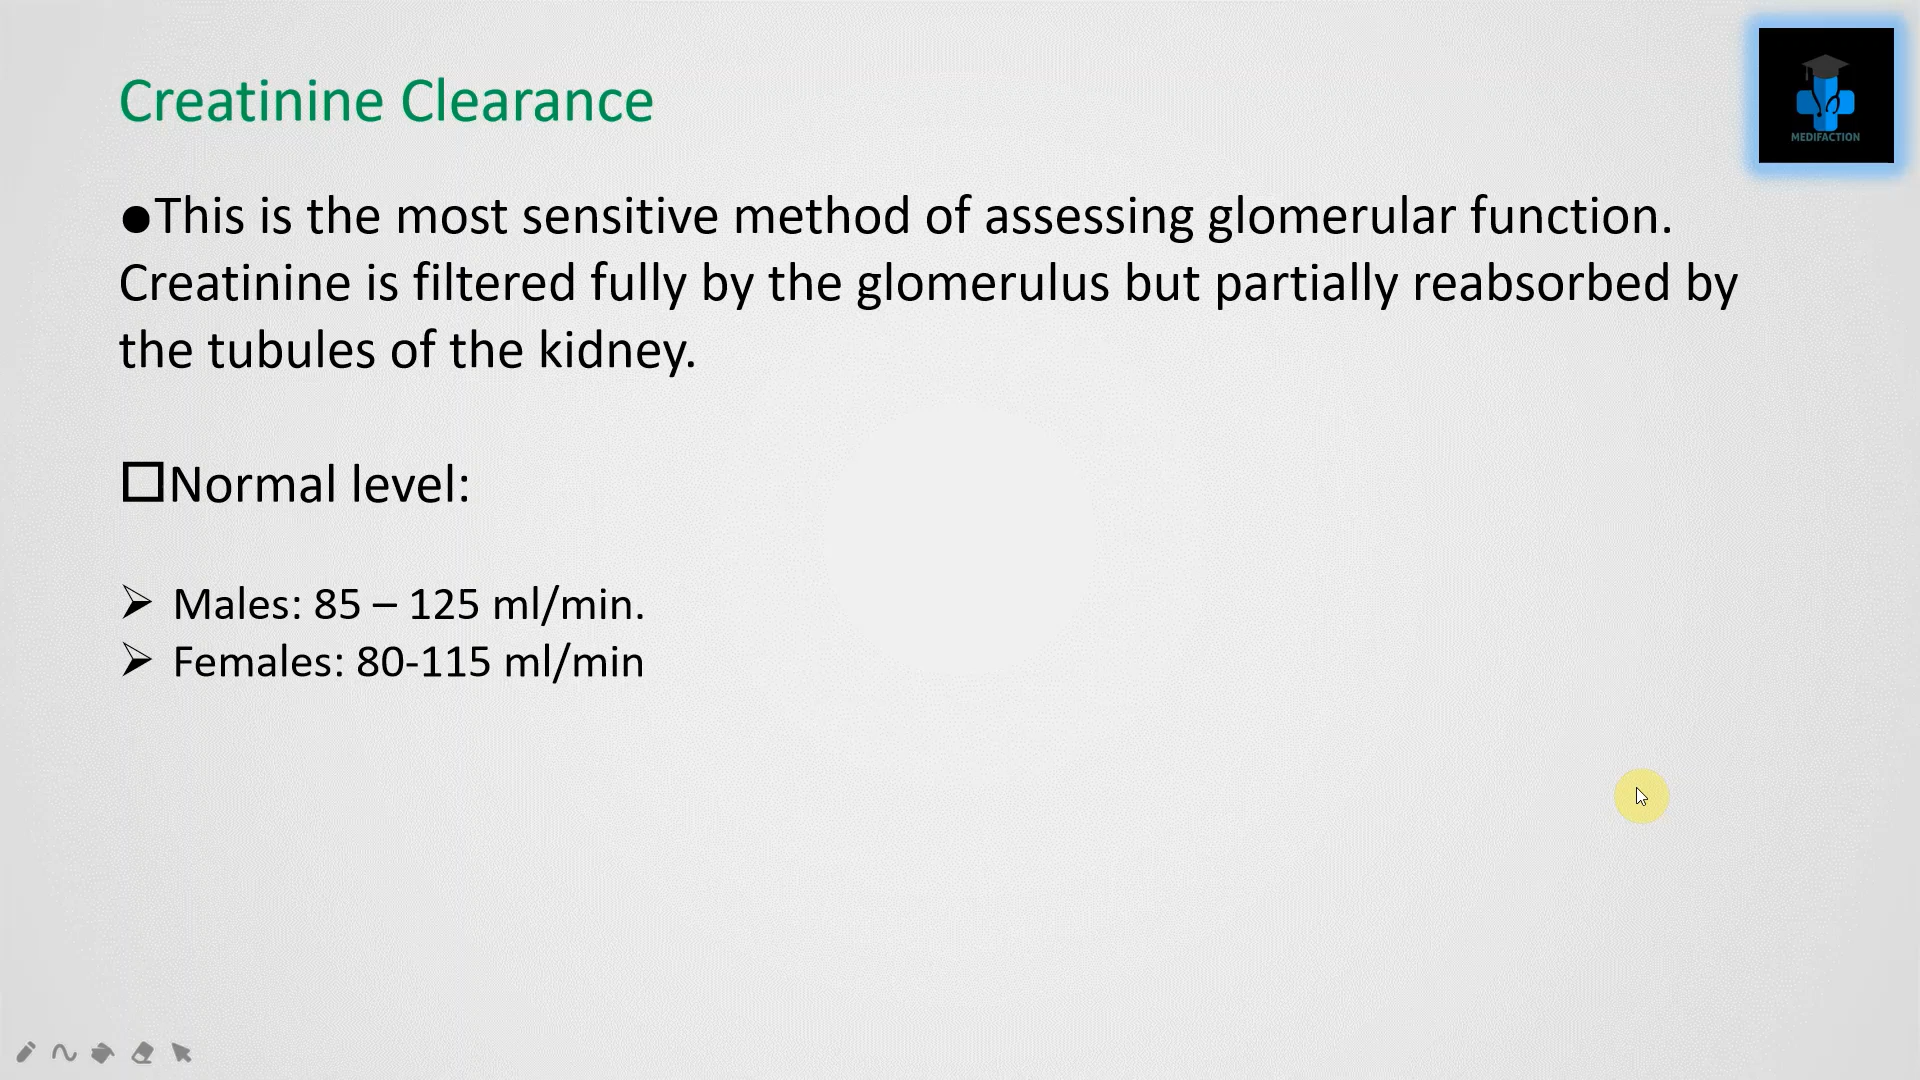 Creatinine Clearance
MEDIFACTION
●This is the most sensitive method of assessing glomerular function.
Creatinine is filtered fully by the glomerulus but partially reabsorbed by
the tubules of the kidney.
☐Normal level:
➢ Males: 85 – 125 ml/min.
➢ Females: 80-115 ml/min